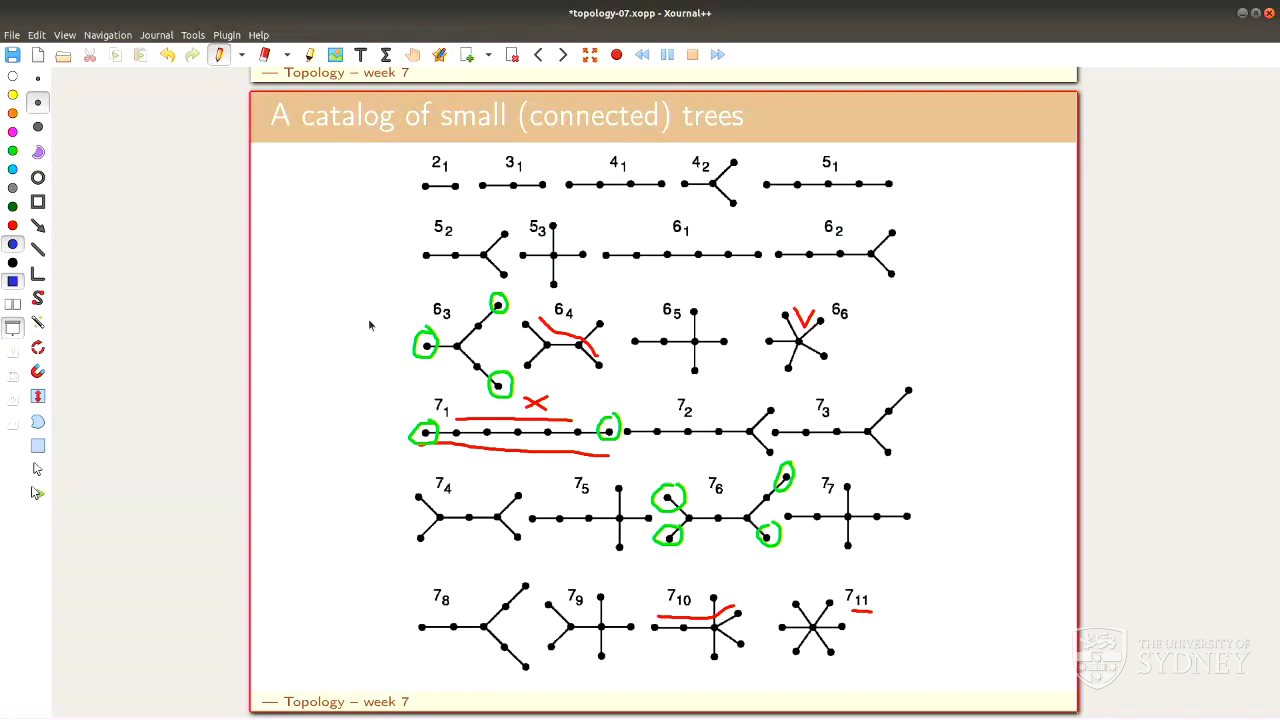 *topology-07.xopp - Xournal++
File Edit View Navigation Journal Tools Plugin Help
— Topology – week 7
A catalog of small (connected) trees
2₁ 3₁ 4₁ 4₂ 5₁
5₂ 5₃ 6₁ 6₂
6₃ 6₄ 6₅ 6₆
7₁ 7₂ 7₃
7₄ 7₅ 7₆ 7₇
7₈ 7₉ 7₁₀ 7₁₁
THE UNIVERSITY OF
SYDNEY
— Topology – week 7